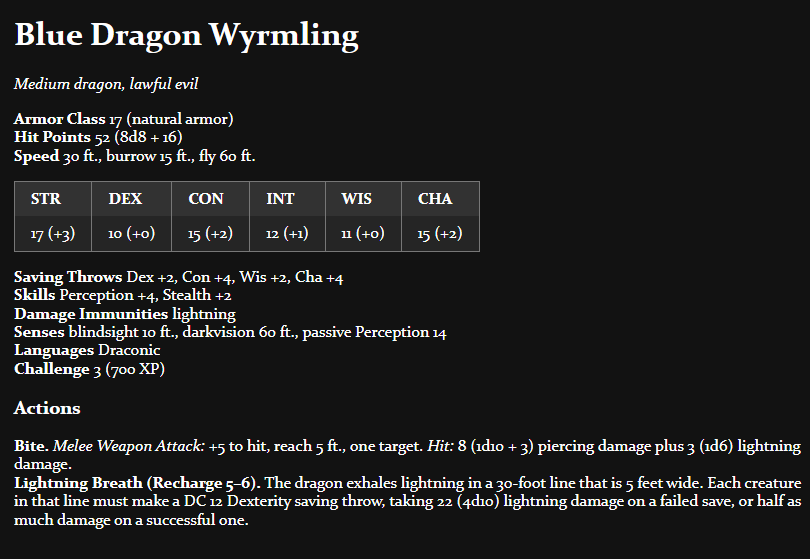 Blue Dragon Wyrmling
Medium dragon, lawful evil
Armor Class 17 (natural armor)
Hit Points 52 (8d8 + 16)
Speed 30 ft., burrow 15 ft., fly 60 ft.
STR DEX CON INT WIS CHA
17 (+3) 10 (+0) 15 (+2) 12 (+1) 11 (+0) 15 (+2)
Saving Throws Dex +2, Con +4, Wis +2, Cha +4
Skills Perception +4, Stealth +2
Damage Immunities lightning
Senses blindsight 10 ft., darkvision 60 ft., passive Perception 14
Languages Draconic
Challenge 3 (700 XP)
Actions
Bite. Melee Weapon Attack: +5 to hit, reach 5 ft., one target. Hit: 8 (1d10 + 3) piercing damage plus 3 (1d6) lightning
damage.
Lightning Breath (Recharge 5–6). The dragon exhales lightning in a 30-foot line that is 5 feet wide. Each creature
in that line must make a DC 12 Dexterity saving throw, taking 22 (4d10) lightning damage on a failed save, or half as
much damage on a successful one.